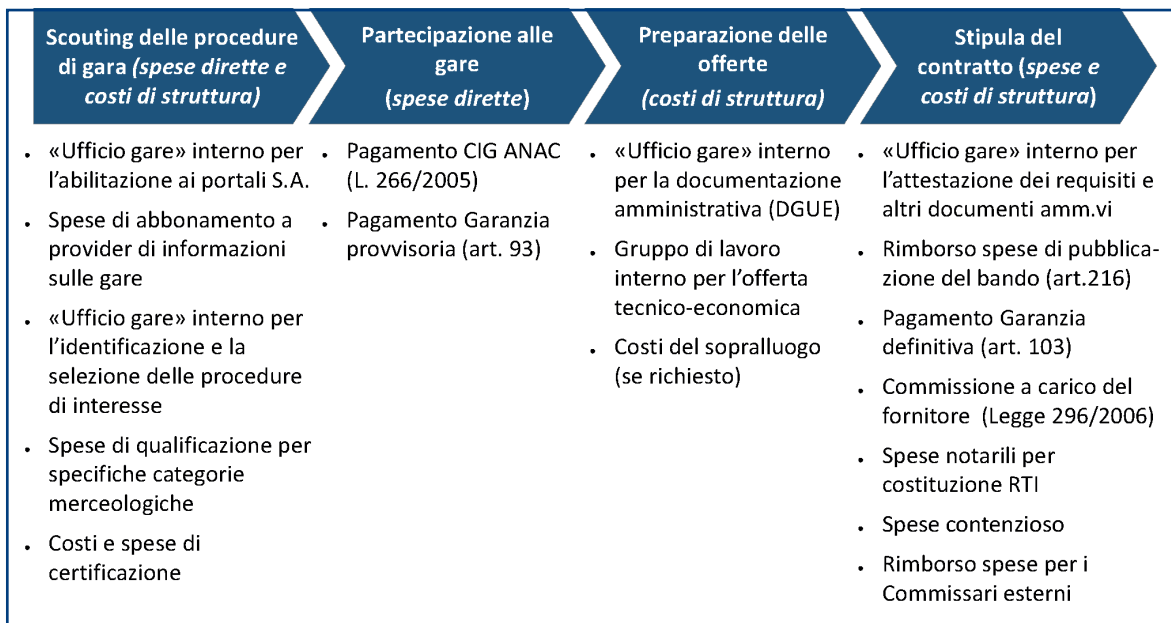 Scouting delle procedure
di gara (spese dirette e
costi di struttura)
• «Ufficio gare» interno per
l’abilitazione ai portali S.A.
• Spese di abbonamento a
provider di informazioni
sulle gare
• «Ufficio gare» interno per
l’identificazione e la
selezione delle procedure
di interesse
• Spese di qualificazione per
specifiche categorie
merceologiche
• Costi e spese di
certificazione
Partecipazione alle
gare
(spese dirette)
• Pagamento CIG ANAC
(L. 266/2005)
• Pagamento Garanzia
provvisoria (art. 93)
Preparazione delle
offerte
(costi di struttura)
• «Ufficio gare» interno
per la documentazione
amministrativa (DGUE)
• Gruppo di lavoro
interno per l’offerta
tecnico-economica
• Costi del sopralluogo
(se richiesto)
Stipula del
contratto (spese e
costi di struttura)
• «Ufficio gare» interno per
l’attestazione dei requisiti e
altri documenti amm.vi
• Rimborso spese di pubblica-
zione del bando (art.216)
• Pagamento Garanzia
definitiva (art. 103)
• Commissione a carico del
fornitore (Legge 296/2006)
• Spese notarili per
costituzione RTI
• Spese contenzioso
• Rimborso spese per i
Commissari esterni